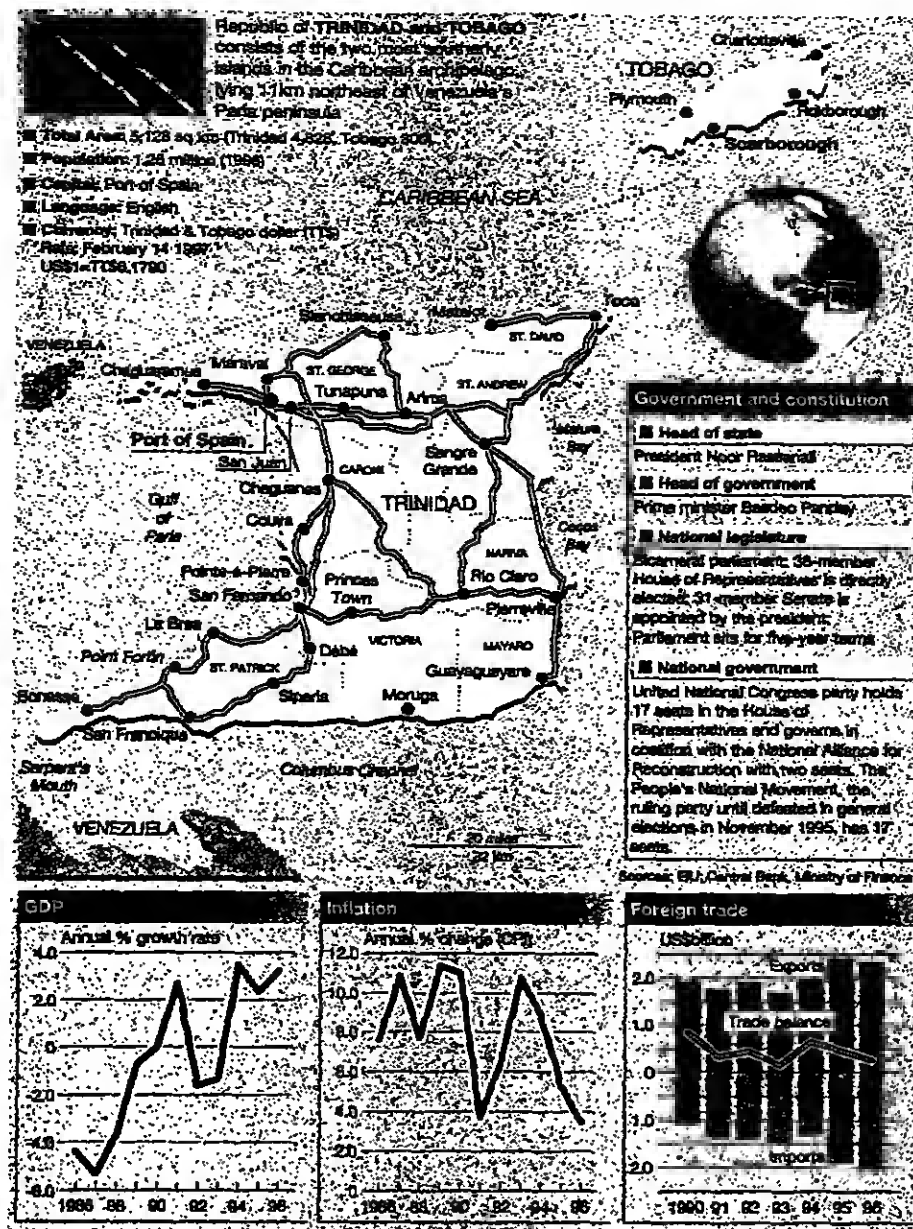 Republic of TRINIDAD and TOBAGO
consists of the two most southerly
islands in the Caribbean archipelago,
lying 11km northeast of Venezuela's
Paria peninsula
Total Area: 5,128 sq km (Trinidad 4,828, Tobago 300)
Population: 1.26 million (1996)
Capital: Port of Spain
Language: English
Currency: Trinidad & Tobago dollar (TT$)
Rate: February 14 1997
US$1=TT$6.1790
TOBAGO
Charlotteville
Plymouth
Roxborough
Scarborough
CARIBBEAN SEA
VENEZUELA
Chaguaramus
Maraval
Blanchisseuse
Matelot
Toca
ST. GEORGE
ST. DAVID
Tunapuna
Arima
ST. ANDREW
Port of Spain
San Juan
Sangre
Grande
Matura
Bay
CARONI
Chaguanas
TRINIDAD
Gulf
of
Paria
Couva
Cocos
Bay
NARIVA
Pointe-à-Pierre
Princes
Town
Rio Claro
San Fernando
Pierreville
La Brea
VICTORIA
MAYARO
Point Fortin
ST. PATRICK
Débé
Guayaguayare
Bonasse
Siparia
Moruga
San Francique
Serpent's
Mouth
Columbus Channel
VENEZUELA
20 miles
32 km
Government and constitution
Head of state
President Noor Hassanali
Head of government
Prime minister Basdeo Panday
National legislature
Bicameral parliament: 36-member
House of Representatives is directly
elected; 31-member Senate is
appointed by the president;
Parliament sits for five-year terms
National government
United National Congress party holds
17 seats in the House of
Representatives and governs in
coalition with the National Alliance for
Reconstruction with two seats. The
People's National Movement, the
ruling party until defeated in general
elections in November 1995, has 17
seats.
Sources: EIU, Central Bank, Ministry of Finance
GDP
Annual % growth rate
4.0
2.0
0
-2.0
-4.0
-6.0
1986 88 90 92 94 96
Inflation
Annual % change (CPI)
12.0
10.0
8.0
6.0
4.0
2.0
0
1986 88 90 92 94 96
Foreign trade
US$billion
Exports
2.0
1.0
Trade balance
0
1.0
Imports
2.0
1990 91 92 93 94 95 96